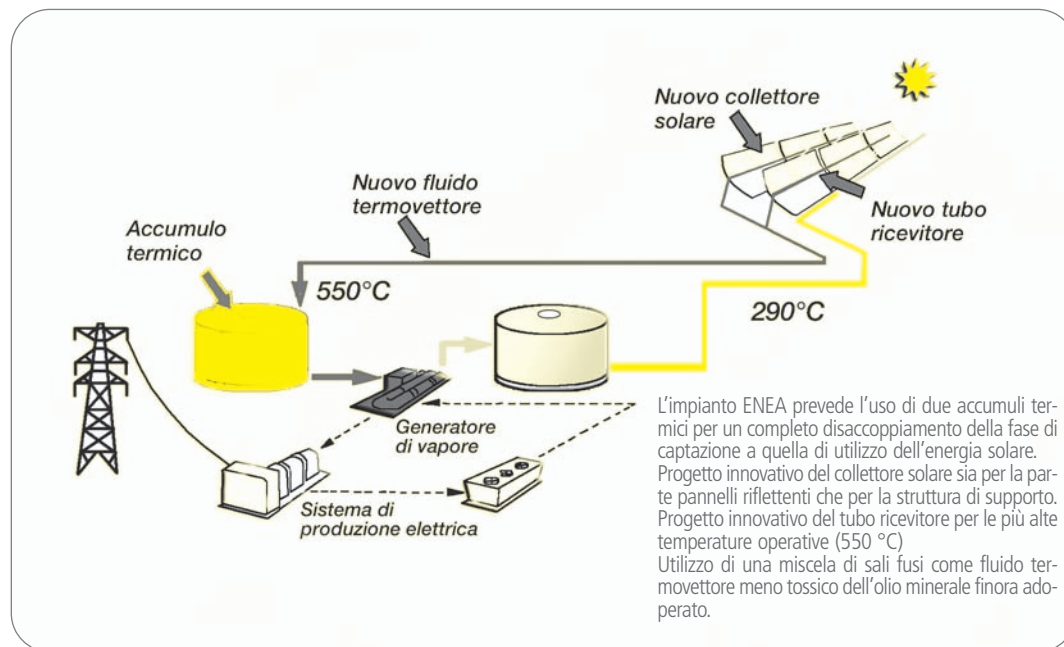 Nuovo collettore
solare
Nuovo fluido
termovettore
Nuovo tubo
ricevitore
Accumulo
termico
550°C
290°C
Generatore
di vapore
Sistema di
produzione elettrica
L'impianto ENEA prevede l'uso di due accumuli ter-
mici per un completo disaccoppiamento della fase di
captazione a quella di utilizzo dell'energia solare.
Progetto innovativo del collettore solare sia per la par-
te pannelli riflettenti che per la struttura di supporto.
Progetto innovativo del tubo ricevitore per le più alte
temperature operative (550 °C)
Utilizzo di una miscela di sali fusi come fluido ter-
movettore meno tossico dell'olio minerale finora ado-
perato.